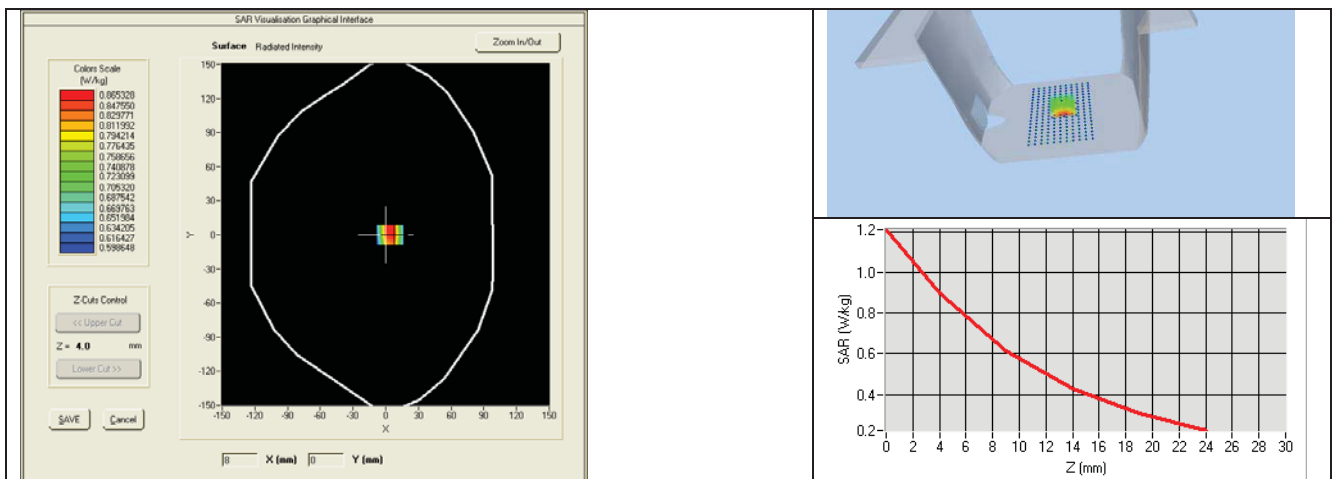 SAR Visualisation Graphical Interface
Surface Radiated Intensity
Zoom In/Out
Colors Scale
(W/kg)
0.865328
0.847550
0.829771
0.811992
0.794214
0.776435
0.758656
0.740878
0.723099
0.705320
0.687542
0.669763
0.651984
0.634205
0.616427
0.598648
Z-Cuts Control
<< Upper Cut
Z = 4.0 mm
Lower Cut >>
SAVE Cancel
150-
120-
90-
60-
30-
Y 0-
-30-
-60-
-90-
-120-
-150-
-150 -120 -90 -60 -30 0 30 60 90 120 150
X
8 X (mm) 0 Y (mm)
1.2-
1.0-
0.8-
0.6-
0.4-
0.2-
SAR (W/kg)
0 2 4 6 8 10 12 14 16 18 20 22 24 26 28 30
Z (mm)